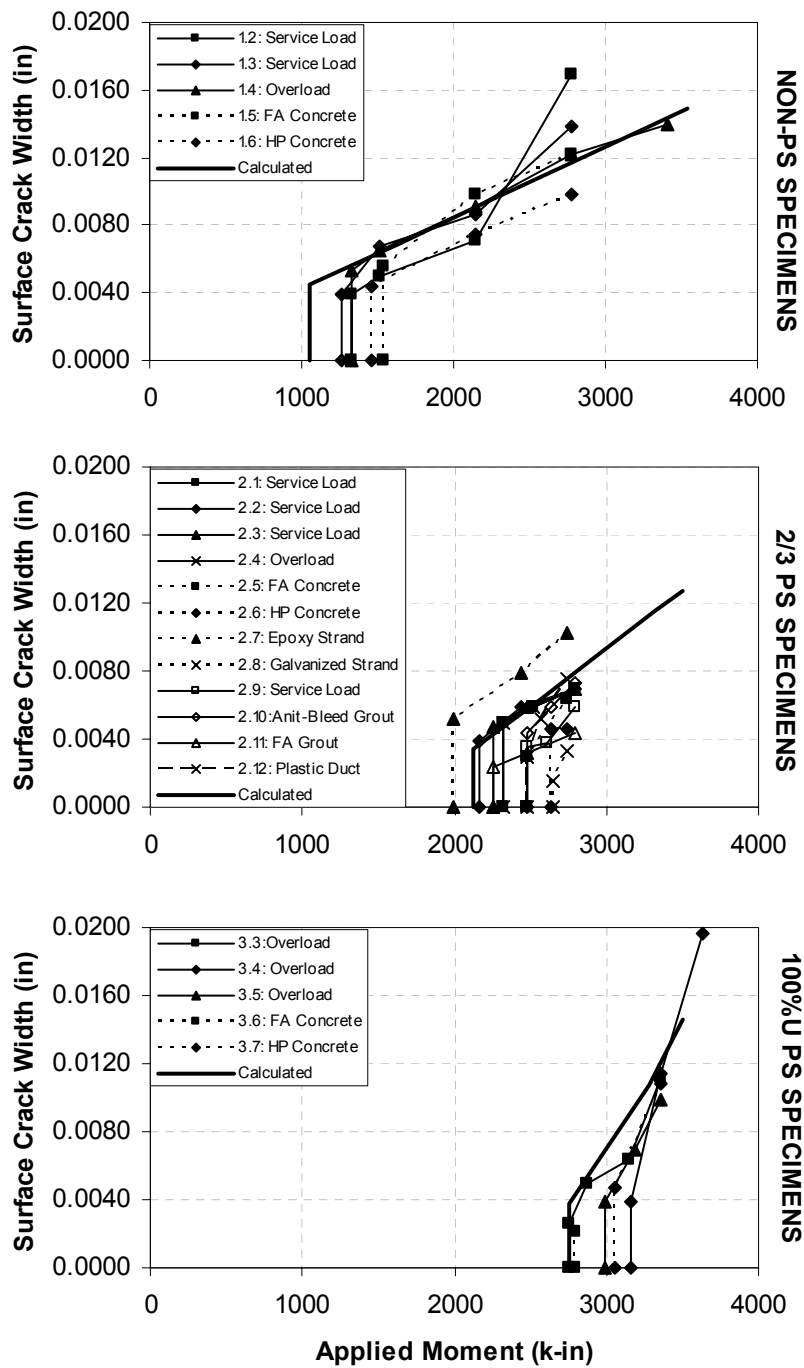 0.0200
0.0160
0.0120
0.0080
0.0040
0.0000
Surface Crack Width (in)
1.2: Service Load
1.3: Service Load
1.4: Overload
1.5: FA Concrete
1.6: HP Concrete
Calculated
0 1000 2000 3000 4000
NON-PS SPECIMENS
0.0200
0.0160
0.0120
0.0080
0.0040
0.0000
Surface Crack Width (in)
2.1: Service Load
2.2: Service Load
2.3: Service Load
2.4: Overload
2.5: FA Concrete
2.6: HP Concrete
2.7: Epoxy Strand
2.8: Galvanized Strand
2.9: Service Load
2.10:Anit-Bleed Grout
2.11: FA Grout
2.12: Plastic Duct
Calculated
0 1000 2000 3000 4000
2/3 PS SPECIMENS
0.0200
0.0160
0.0120
0.0080
0.0040
0.0000
Surface Crack Width (in)
3.3:Overload
3.4: Overload
3.5: Overload
3.6: FA Concrete
3.7: HP Concrete
Calculated
0 1000 2000 3000 4000
100%U PS SPECIMENS
Applied Moment (k-in)